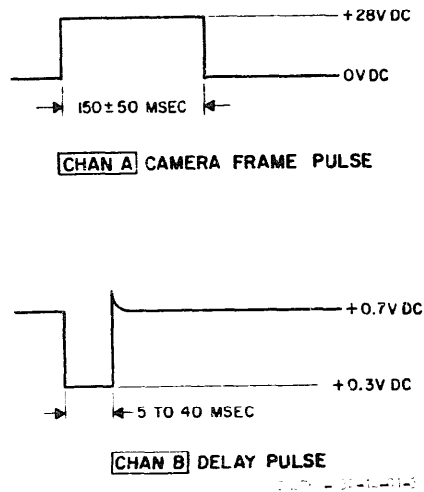 +28V DC
0V DC
150 ± 50 MSEC
CHAN A CAMERA FRAME PULSE
+0.7V DC
+0.3V DC
5 TO 40 MSEC
CHAN B DELAY PULSE